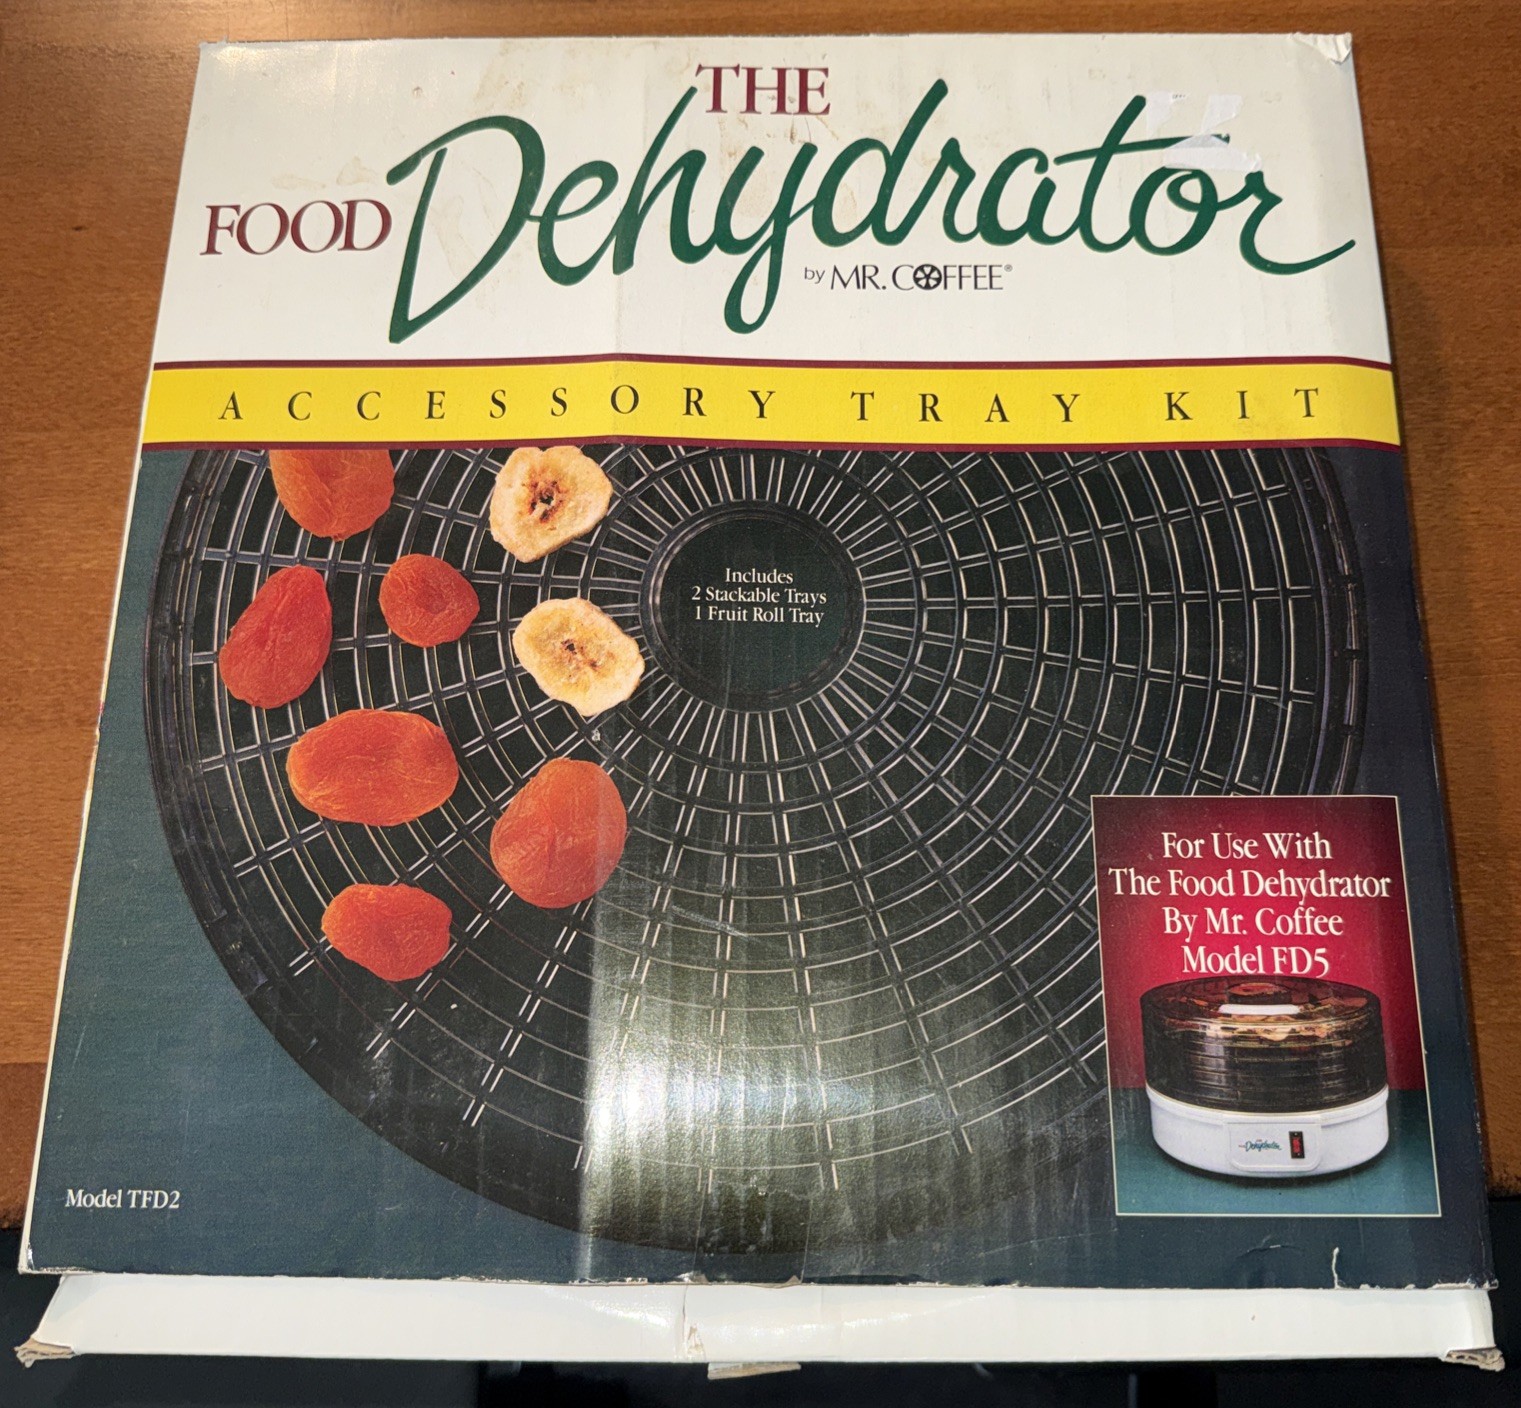 THE
FOOD Dehydrator
by MR. COFFEE®
ACCESSORY TRAY KIT
Includes
2 Stackable Trays
1 Fruit Roll Tray
For Use With
The Food Dehydrator
By Mr. Coffee
Model FD5
Dehydrator
Model TFD2